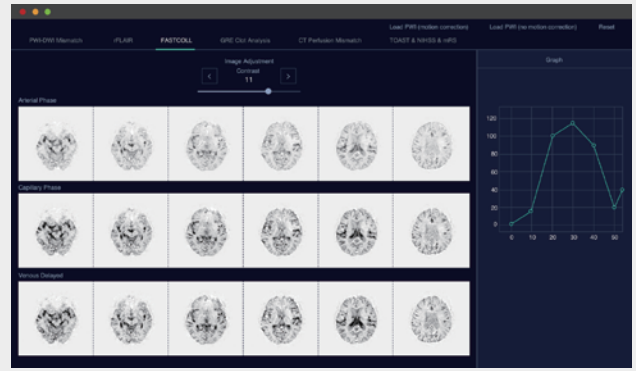 Load PWI (motion correction) Load PWI (no motion correction) Reset
PWI-DWI Mismatch rFLAIR FASTCOLL GRE Clot Analysis CT Perfusion Mismatch TOAST & NIHSS & mRS
Image Adjustment
Contrast
< 11 >
Graph
Arterial Phase
Capillary Phase
Venous Delayed
120
100
80
60
40
20
0
0 10 20 30 40 50